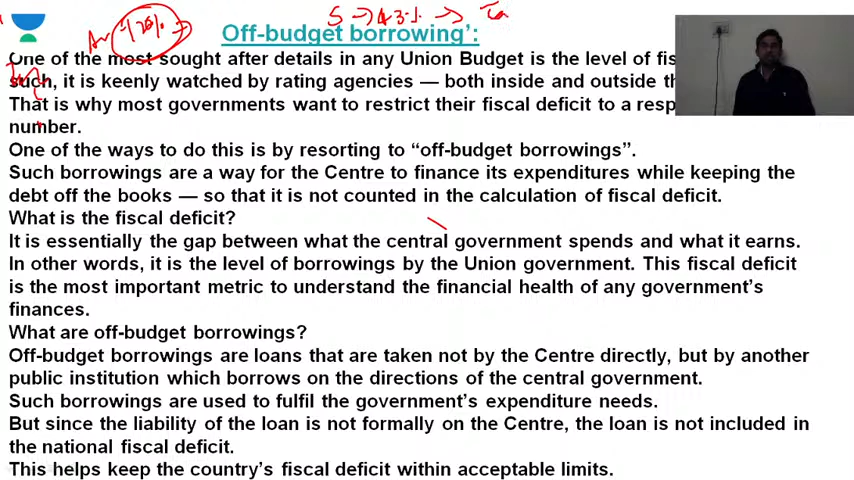 Off-budget borrowing’:
One of the most sought after details in any Union Budget is the level of fis
such, it is keenly watched by rating agencies — both inside and outside th
That is why most governments want to restrict their fiscal deficit to a resp
number.
One of the ways to do this is by resorting to “off-budget borrowings”.
Such borrowings are a way for the Centre to finance its expenditures while keeping the
debt off the books — so that it is not counted in the calculation of fiscal deficit.
What is the fiscal deficit?
It is essentially the gap between what the central government spends and what it earns.
In other words, it is the level of borrowings by the Union government. This fiscal deficit
is the most important metric to understand the financial health of any government’s
finances.
What are off-budget borrowings?
Off-budget borrowings are loans that are taken not by the Centre directly, but by another
public institution which borrows on the directions of the central government.
Such borrowings are used to fulfil the government’s expenditure needs.
But since the liability of the loan is not formally on the Centre, the loan is not included in
the national fiscal deficit.
This helps keep the country’s fiscal deficit within acceptable limits.